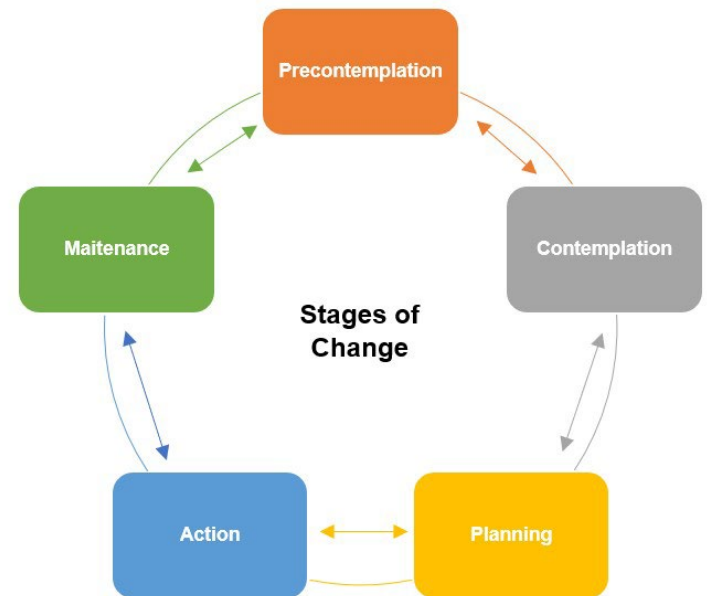 Precontemplation
Contemplation
Planning
Action
Maitenance
Stages of
Change